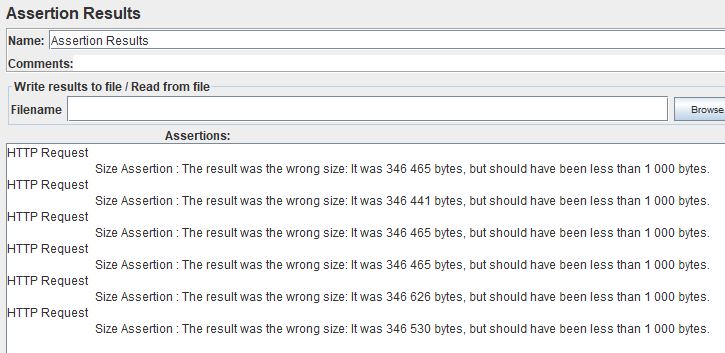 Assertion Results
Name: Assertion Results
Comments:
Write results to file / Read from file
Filename Browse
Assertions:
HTTP Request
Size Assertion : The result was the wrong size: It was 346 465 bytes, but should have been less than 1 000 bytes.
HTTP Request
Size Assertion : The result was the wrong size: It was 346 441 bytes, but should have been less than 1 000 bytes.
HTTP Request
Size Assertion : The result was the wrong size: It was 346 465 bytes, but should have been less than 1 000 bytes.
HTTP Request
Size Assertion : The result was the wrong size: It was 346 465 bytes, but should have been less than 1 000 bytes.
HTTP Request
Size Assertion : The result was the wrong size: It was 346 626 bytes, but should have been less than 1 000 bytes.
HTTP Request
Size Assertion : The result was the wrong size: It was 346 530 bytes, but should have been less than 1 000 bytes.